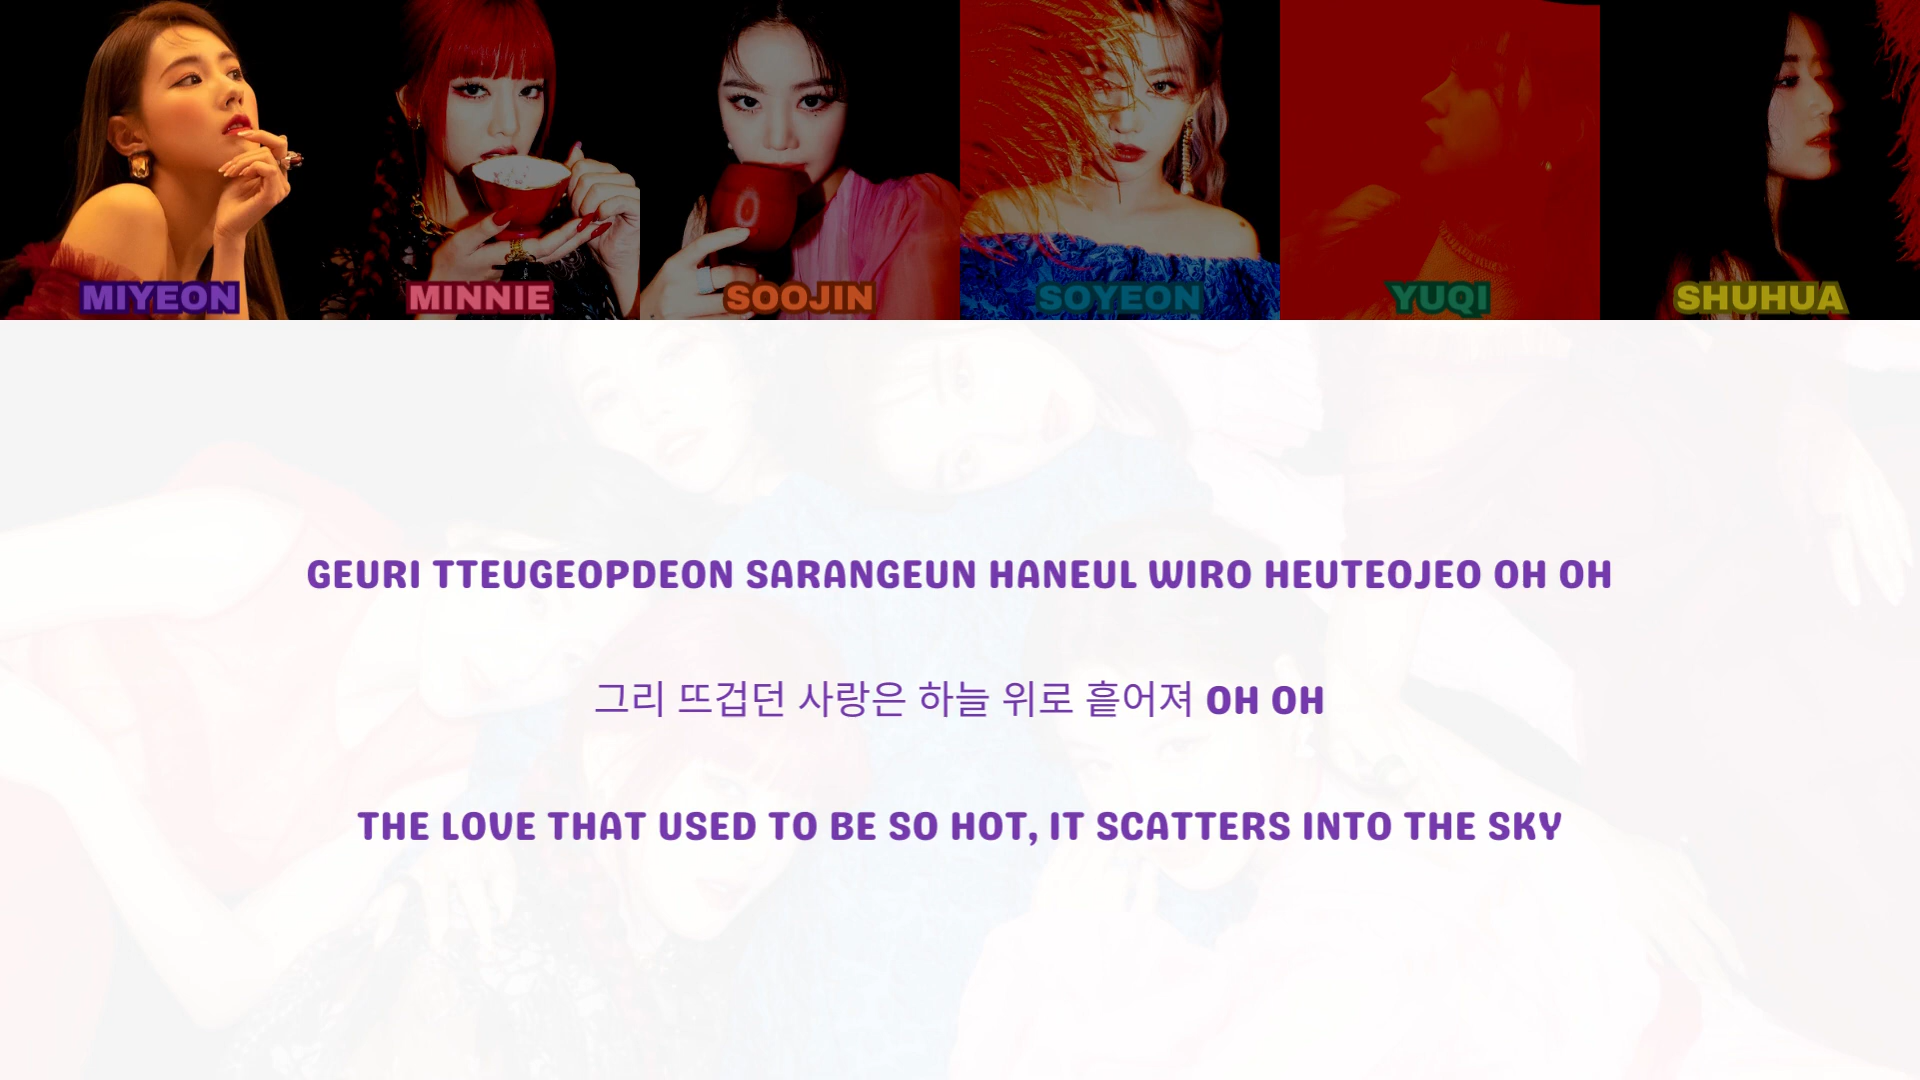 MIYEON
MINNIE
SOOJIN
SOYEON
YUQI
SHUHUA
GEURI TTEUGEOPDEON SARANGEUN HANEUL WIRO HEUTEOJEO OH OH
그리 뜨겁던 사랑은 하늘 위로 흩어져 OH OH
THE LOVE THAT USED TO BE SO HOT, IT SCATTERS INTO THE SKY